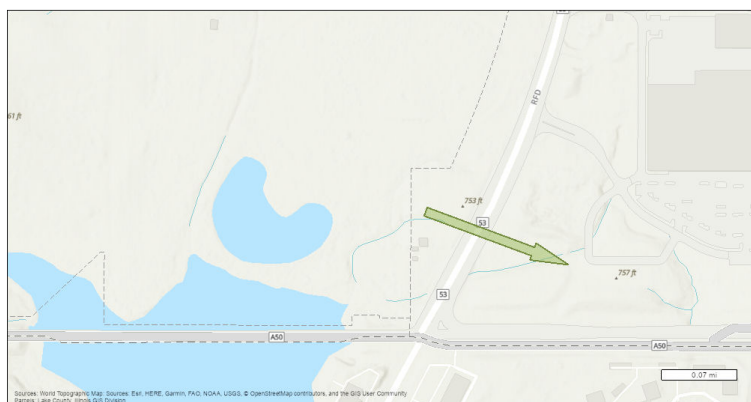 53
RFD
61 ft
753 ft
53
757 ft
53
A50
A50
0.07 mi
Sources: World Topographic Map: Sources: Esri, HERE, Garmin, FAO, NOAA, USGS, © OpenStreetMap contributors, and the GIS User Community
Parcels: Lake County, Illinois GIS Division